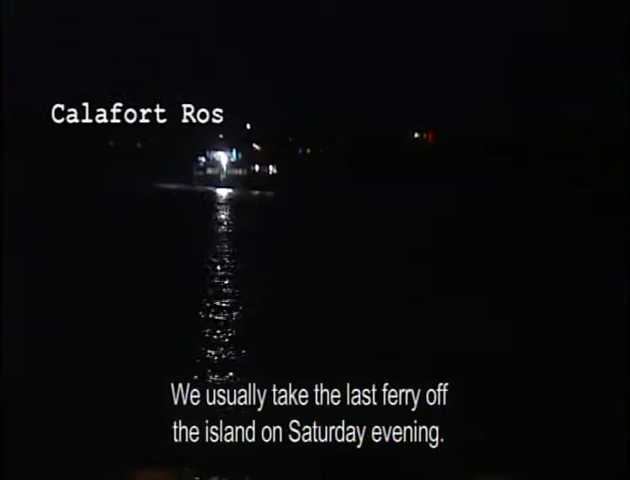 Calafort Ros
We usually take the last ferry off
the island on Saturday evening.